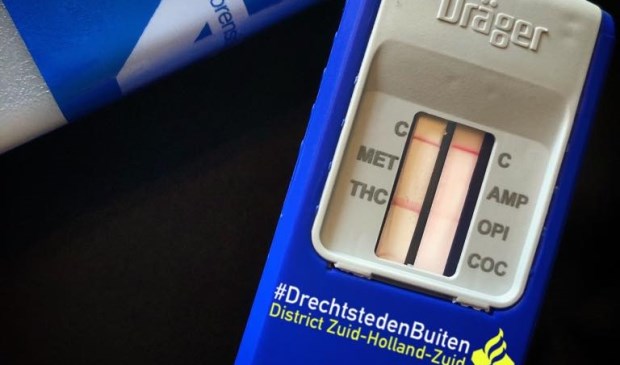 Dräger
C
MET
THC
C
AMP
OPI
COC
#DrechtstedenBuiten
District Zuid-Holland-Zuid